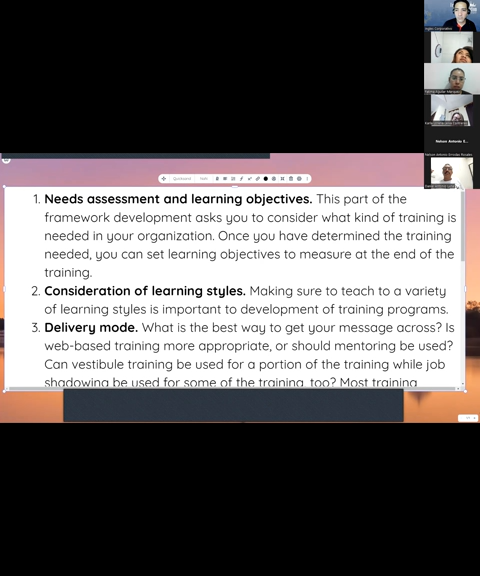 1. Needs assessment and learning objectives. This part of the
framework development asks you to consider what kind of training is
needed in your organization. Once you have determined the training
needed, you can set learning objectives to measure at the end of the
training.
2. Consideration of learning styles. Making sure to teach to a variety
of learning styles is important to development of training programs.
3. Delivery mode. What is the best way to get your message across? Is
web-based training more appropriate, or should mentoring be used?
Can vestibule training be used for a portion of the training while job
shadowing be used for some of the training, too? Most training
Nelson Antonio S...